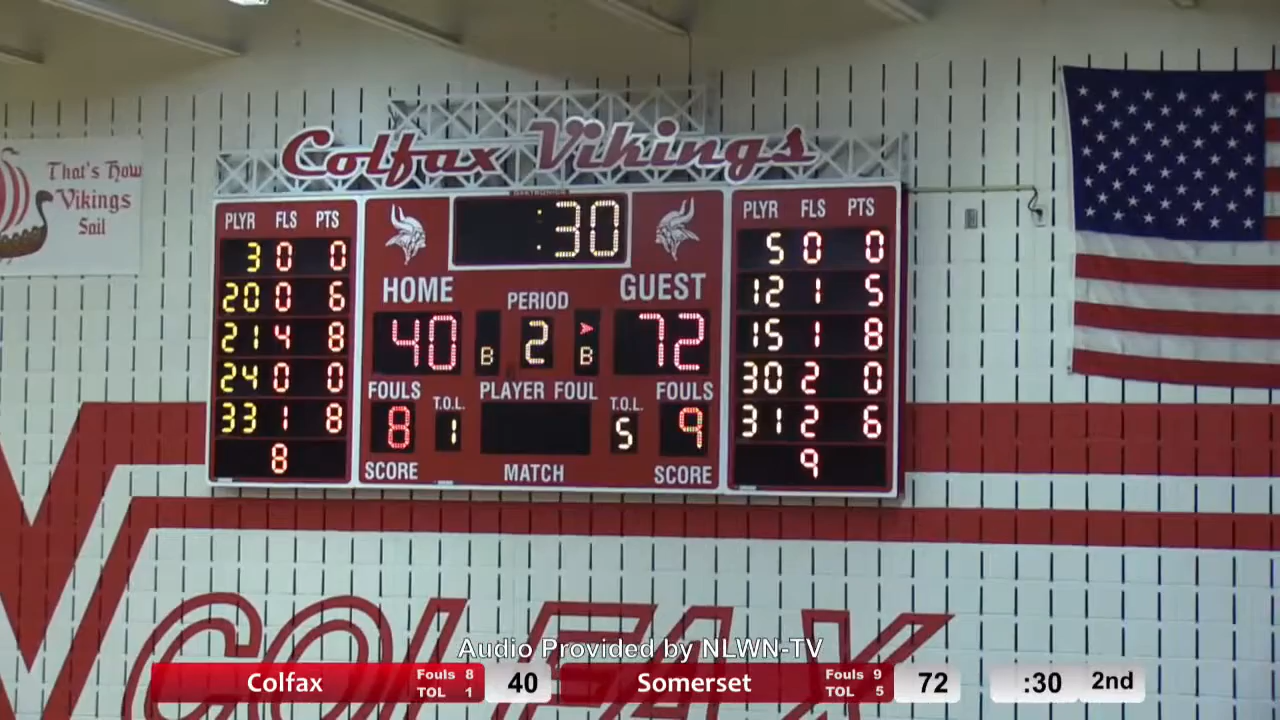 Colfax Vikings
That's How
Vikings
Sail
PLYR FLS PTS
3 0 0
20 0 6
21 4 8
24 0 0
33 1 8
8
:30
HOME
PERIOD
GUEST
40
B
2
B
72
FOULS
PLAYER FOUL
FOULS
8
T.O.L.
1
T.O.L.
5
9
SCORE
MATCH
SCORE
PLYR FLS PTS
5 0 0
12 1 5
15 1 8
30 2 0
31 2 6
9
COLFAX
Audio Provided by NLWN-TV
Colfax Fouls 8 TOL 1 40 Somerset Fouls 9 TOL 5 72 :30 2nd